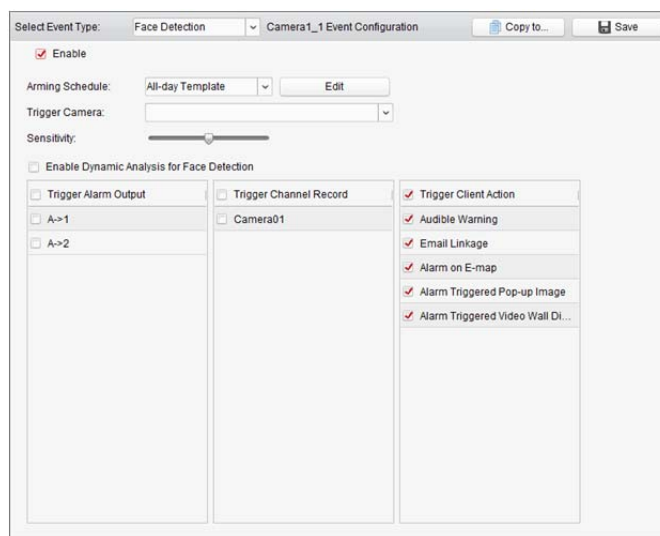 Select Event Type: Face Detection Camera1_1 Event Configuration Copy to... Save
Enable
Arming Schedule: All-day Template Edit
Trigger Camera:
Sensitivity:
Enable Dynamic Analysis for Face Detection
Trigger Alarm Output Trigger Channel Record Trigger Client Action
A->1 Camera01 Audible Warning
A->2 Email Linkage
Alarm on E-map
Alarm Triggered Pop-up Image
Alarm Triggered Video Wall Di...